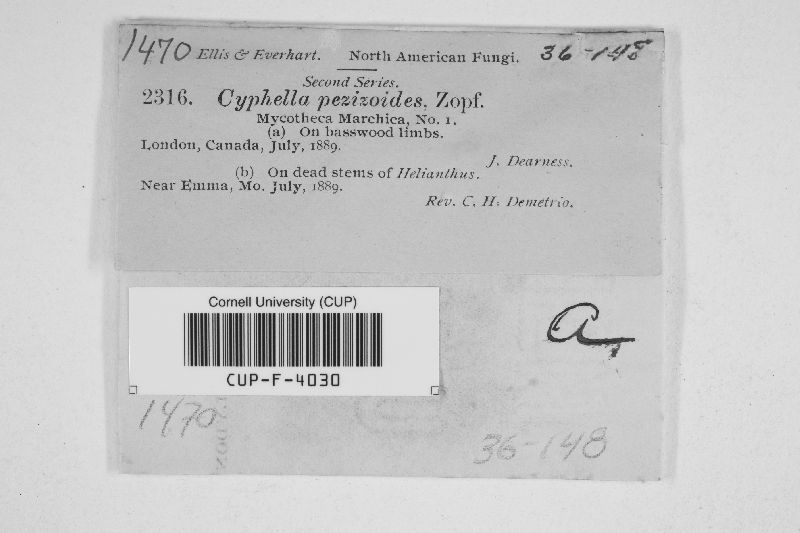 1470 Ellis & Everhart. North American Fungi. 36-148
Second Series.
2316. Cyphella pezizoides, Zopf.
Mycotheca Marchica, No. 1.
(a) On basswood limbs.
London, Canada, July, 1889.
J. Dearness.
(b) On dead stems of Helianthus.
Near Emma, Mo. July, 1889.
Rev. C. H. Demetrio.
Cornell University (CUP)
CUP-F-4030
a
1470
36-148